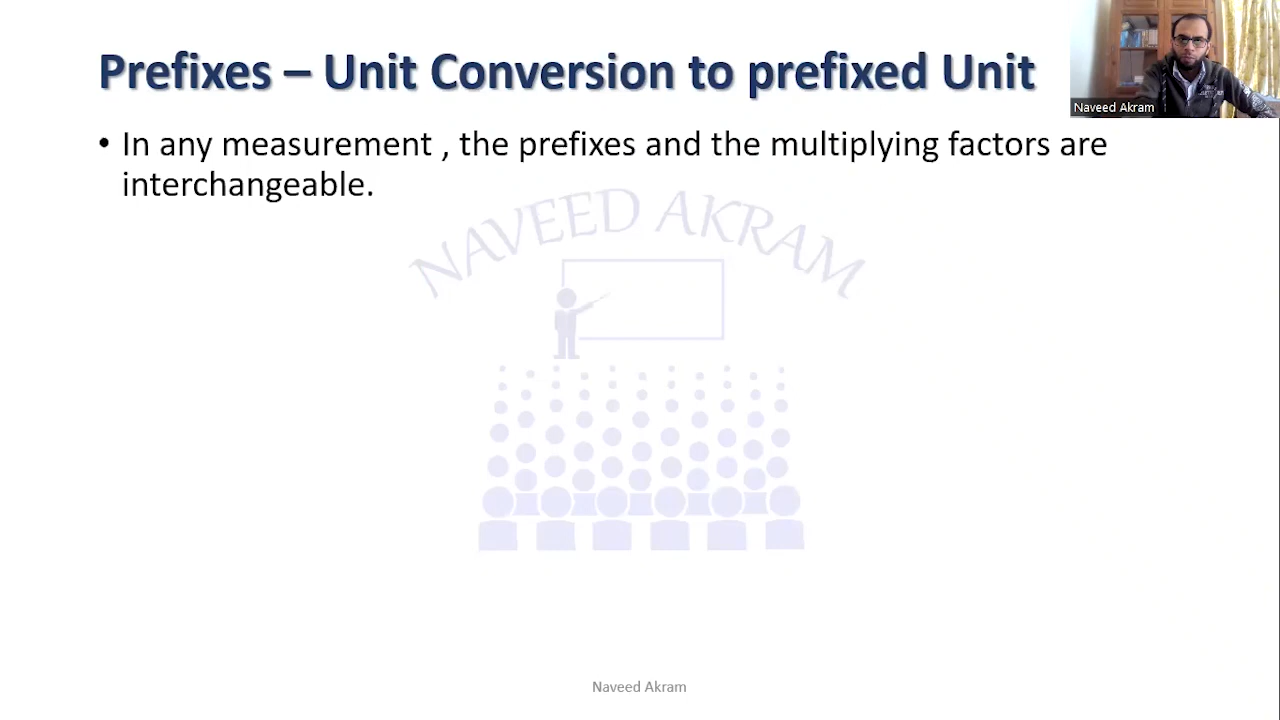 Prefixes – Unit Conversion to prefixed Unit
Naveed Akram
• In any measurement , the prefixes and the multiplying factors are
interchangeable.
NAVEED AKRAM
Naveed Akram